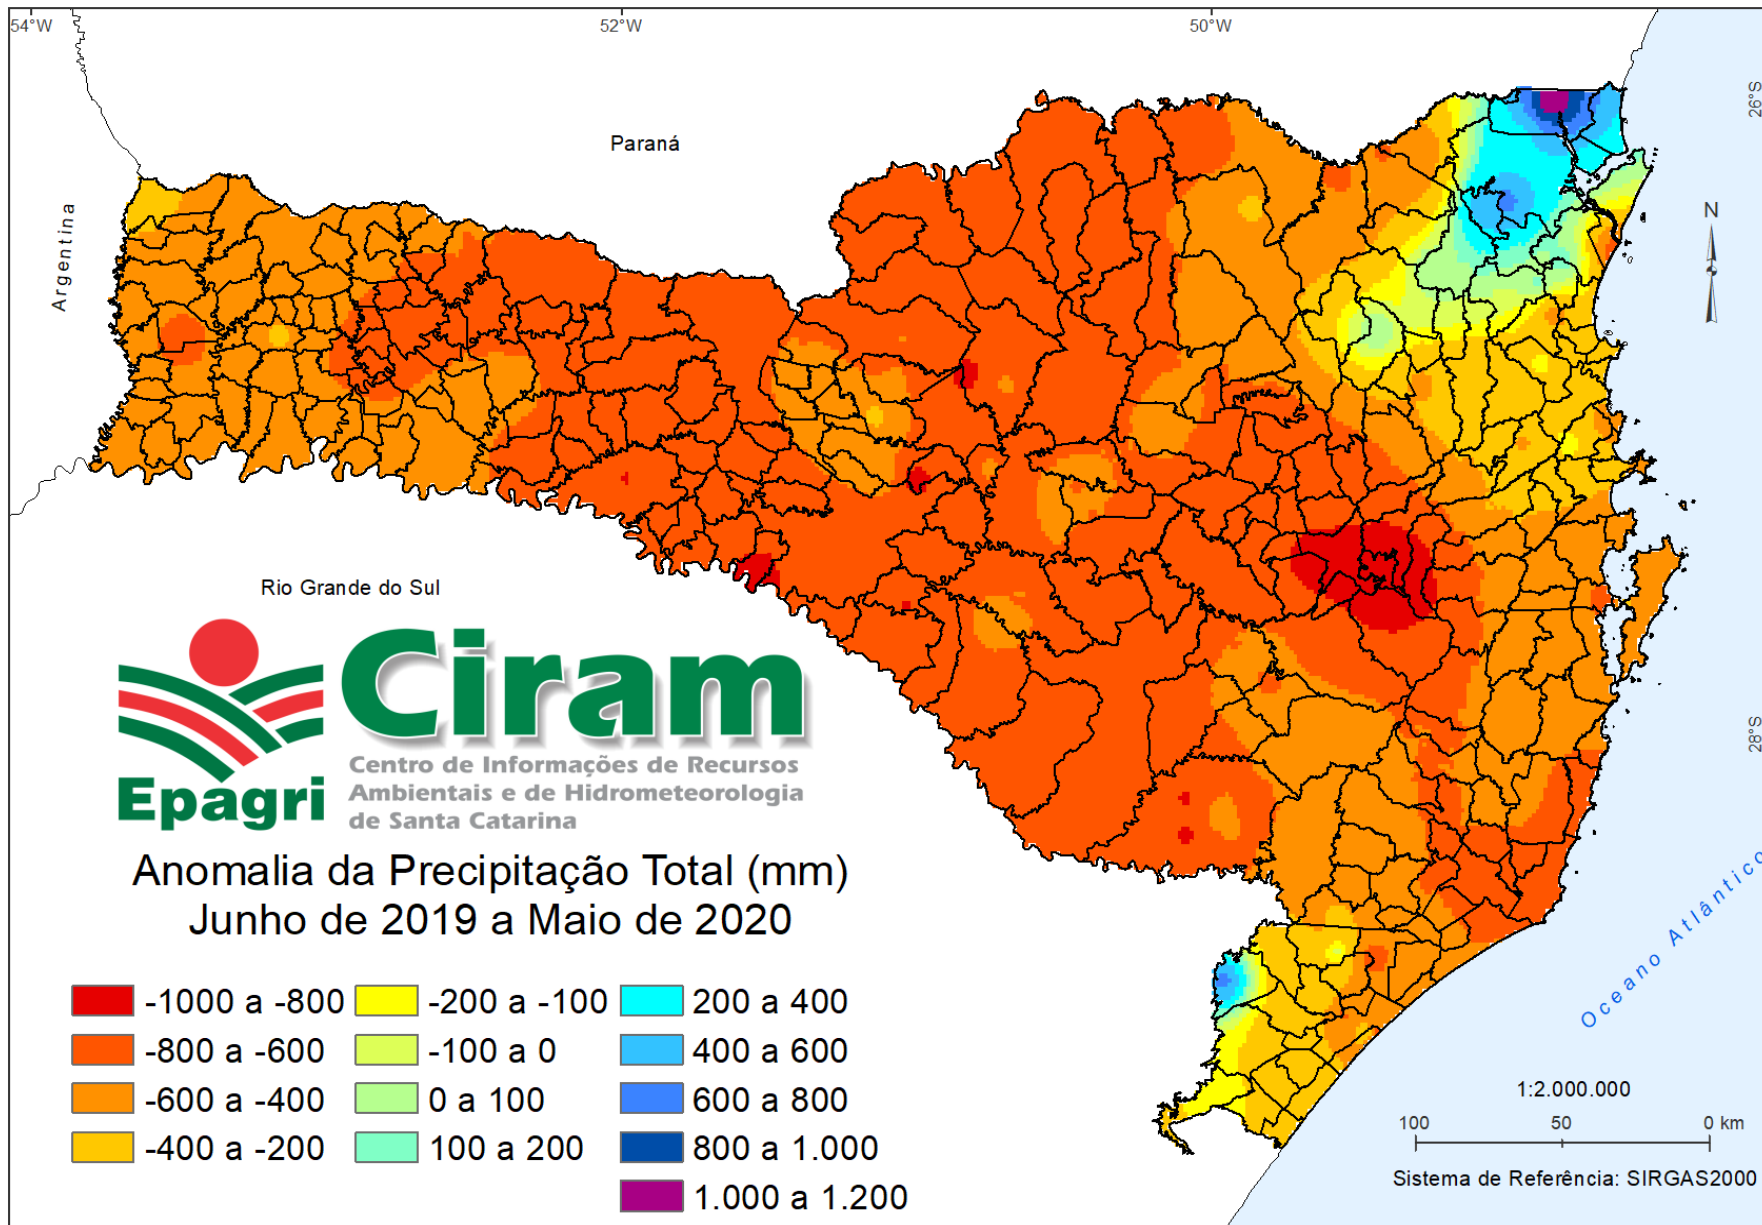 54°W
52°W
50°W
26°S
Paraná
N
Argentina
Rio Grande do Sul
28°S
Ciram
Centro de Informações de Recursos
Ambientais e de Hidrometeorologia
de Santa Catarina
Epagri
Anomalia da Precipitação Total (mm)
Junho de 2019 a Maio de 2020
Oceano Atlântico
-1000 a -800
-200 a -100
200 a 400
-800 a -600
-100 a 0
400 a 600
-600 a -400
0 a 100
600 a 800
-400 a -200
100 a 200
800 a 1.000
1.000 a 1.200
1:2.000.000
100
50
0 km
Sistema de Referência: SIRGAS2000